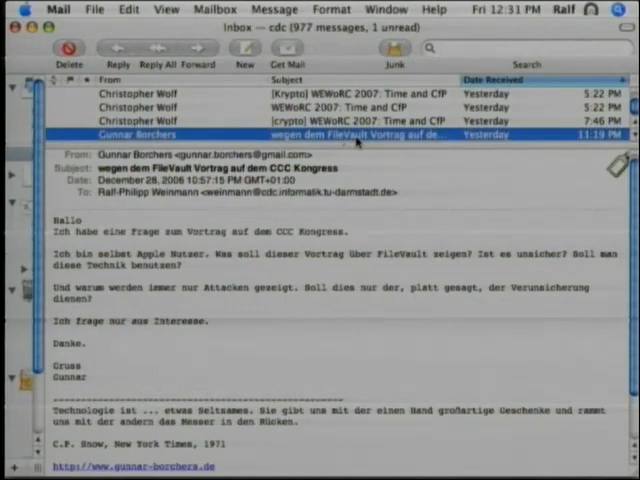 Mail File Edit View Mailbox Message Format Window Help Fri 12:31 PM Ralf
Inbox — cdc (977 messages, 1 unread)
Delete Reply Reply All Forward New Get Mail Junk Search
From Subject Date Received
Christopher Wolf [Krypto] WEWoRC 2007: Time and CfP Yesterday 5:22 PM
Christopher Wolf WEWORC 2007: Time and CfP Yesterday 5:22 PM
Christopher Wolf [crypto] WEWoRC 2007: Time and CfP Yesterday 7:46 PM
Gunnar Borchers wegen dem FileVault Vortrag auf de... Yesterday 11:19 PM
From: Gunnar Borchers <gunnar.borchers@gmail.com>
Subject: wegen dem FileVault Vortrag auf dem CCC Kongress
Date: December 28, 2006 10:57:15 PM GMT+01:00
To: Ralf-Philipp Weinmann <weinmann@cdc.informatik.tu-darmstadt.de>
Hallo
Ich habe eine Frage zum Vortrag auf dem CCC Kongress.
Ich bin selbst Apple Nutzer. Was soll dieser Vortrag über FileVault zeigen? Ist es unsicher? Soll man
diese Technik benutzen?
Und warum werden immer nur Attacken gezeigt. Soll dies nur der, platt gesagt, der Verunsicherung
dienen?
Ich frage nur aus Interesse.
Danke.
Gruss
Gunnar
Technologie ist ... etwas Seltsames. Sie gibt uns mit der einen Hand großartige Geschenke und rammt
uns mit der andern das Messer in den Rücken.
C.P. Snow, New York Times, 1971
http://www.gunnar-borchers.de